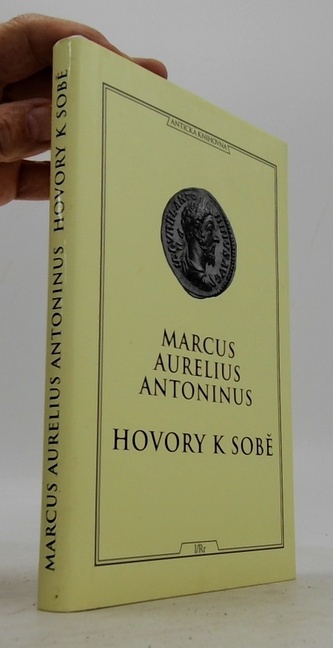 MARCUS AURELIUS ANTONINUS HOVORY K SOBĚ
ANTICKÁ KNIHOVNA
MARCUS
AURELIUS
ANTONINUS
HOVORY K SOBĚ